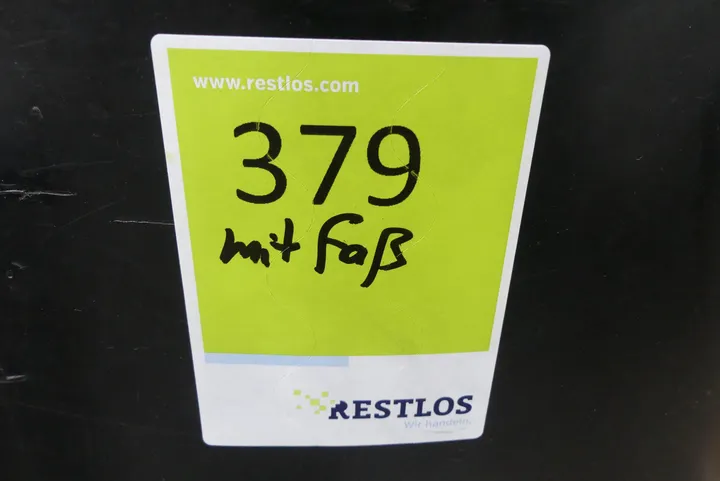 www.restlos.com
379
mit Faß
RESTLOS
Wir handeln.